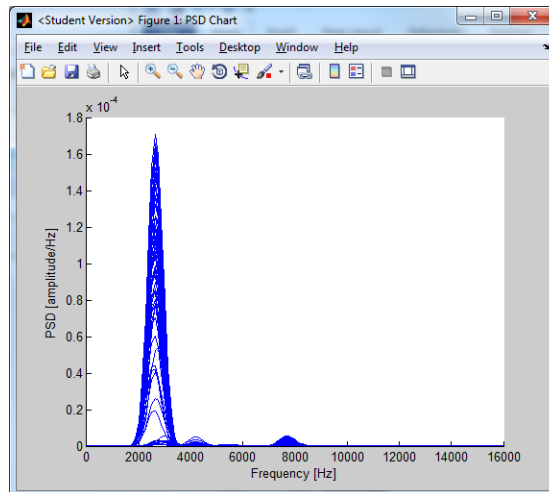 <Student Version> Figure 1: PSD Chart
File Edit View Insert Tools Desktop Window Help
x 10^-4
1.8
1.6
1.4
1.2
1
0.8
0.6
0.4
0.2
0
PSD [amplitude/Hz]
0 2000 4000 6000 8000 10000 12000 14000 16000
Frequency [Hz]